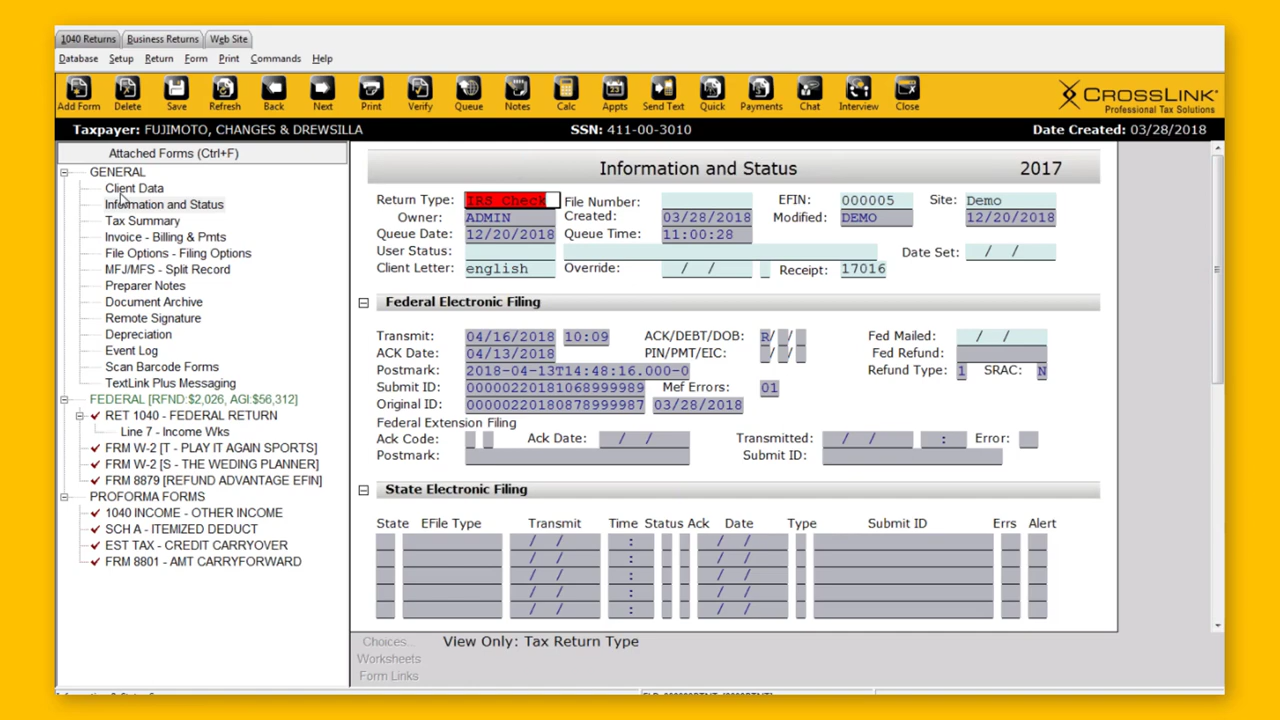 1040 Returns Business Returns Web Site
Database Setup Return Form Print Commands Help
Add Form Delete Save Refresh Back Next Print Verify Queue Notes Calc Appts Send Text Quick Payments Chat Interview Close
CROSSLINK
Professional Tax Solutions
Taxpayer: FUJIMOTO, CHANGES & DREWSILLA SSN: 411-00-3010 Date Created: 03/28/2018
Attached Forms (Ctrl+F)
GENERAL
Client Data
Information and Status
Tax Summary
Invoice - Billing & Pmts
File Options - Filing Options
MFJ/MFS - Split Record
Preparer Notes
Document Archive
Remote Signature
Depreciation
Event Log
Scan Barcode Forms
TextLink Plus Messaging
FEDERAL [RFND:$2,026, AGI:$56,312]
RET 1040 - FEDERAL RETURN
Line 7 - Income Wks
FRM W-2 [T - PLAY IT AGAIN SPORTS]
FRM W-2 [S - THE WEDING PLANNER]
FRM 8879 [REFUND ADVANTAGE EFIN]
PROFORMA FORMS
1040 INCOME - OTHER INCOME
SCH A - ITEMIZED DEDUCT
EST TAX - CREDIT CARRYOVER
FRM 8801 - AMT CARRYFORWARD
Information and Status 2017
Return Type: IRS Check File Number: EFIN: 000005 Site: Demo
Owner: ADMIN Created: 03/28/2018 Modified: DEMO 12/20/2018
Queue Date: 12/20/2018 Queue Time: 11:00:28
User Status: Date Set: / /
Client Letter: english Override: / / Receipt: 17016
Federal Electronic Filing
Transmit: 04/16/2018 10:09 ACK/DEBT/DOB: R/ / Fed Mailed: / /
ACK Date: 04/13/2018 PIN/PMT/EIC: / / Fed Refund:
Postmark: 2018-04-13T14:48:16.000-0 Refund Type: 1 SRAC: N
Submit ID: 00000220181068999989 Mef Errors: 01
Original ID: 00000220180878999987 03/28/2018
Federal Extension Filing
Ack Code: Ack Date: / / Transmitted: / / : Error:
Postmark: Submit ID:
State Electronic Filing
State EFile Type Transmit Time Status Ack Date Type Submit ID Errs Alert
/ / : / /
/ / : / /
/ / : / /
/ / : / /
/ / : / /
Choices... View Only: Tax Return Type
Worksheets
Form Links